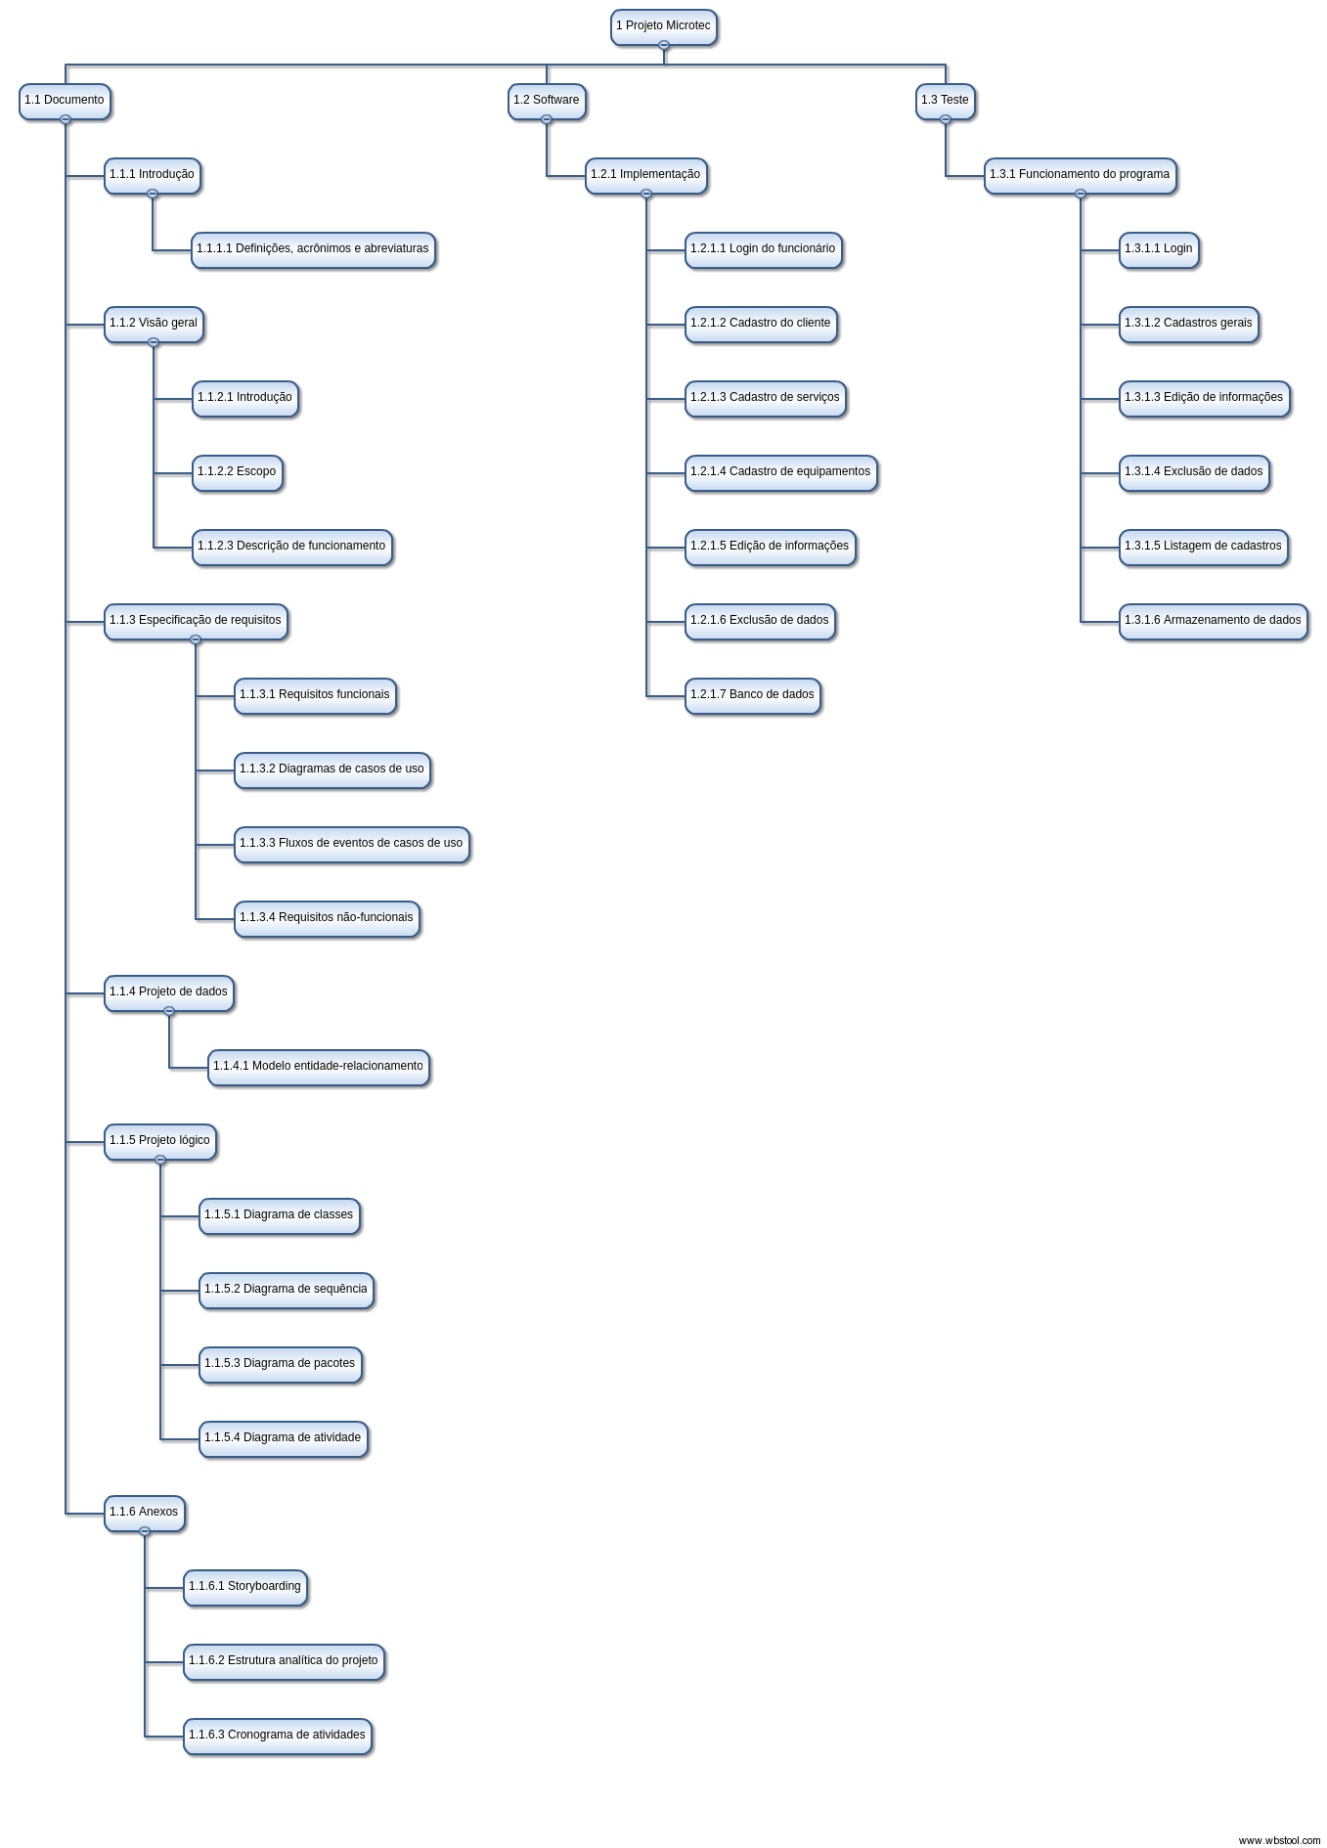 1 Projeto Microtec
1.1 Documento
1.1.1 Introdução
1.1.1.1 Definições, acrônimos e abreviaturas
1.1.2 Visão geral
1.1.2.1 Introdução
1.1.2.2 Escopo
1.1.2.3 Descrição de funcionamento
1.1.3 Especificação de requisitos
1.1.3.1 Requisitos funcionais
1.1.3.2 Diagramas de casos de uso
1.1.3.3 Fluxos de eventos de casos de uso
1.1.3.4 Requisitos não-funcionais
1.1.4 Projeto de dados
1.1.4.1 Modelo entidade-relacionamento
1.1.5 Projeto lógico
1.1.5.1 Diagrama de classes
1.1.5.2 Diagrama de sequência
1.1.5.3 Diagrama de pacotes
1.1.5.4 Diagrama de atividade
1.1.6 Anexos
1.1.6.1 Storyboarding
1.1.6.2 Estrutura analítica do projeto
1.1.6.3 Cronograma de atividades
1.2 Software
1.2.1 Implementação
1.2.1.1 Login do funcionário
1.2.1.2 Cadastro do cliente
1.2.1.3 Cadastro de serviços
1.2.1.4 Cadastro de equipamentos
1.2.1.5 Edição de informações
1.2.1.6 Exclusão de dados
1.2.1.7 Banco de dados
1.3 Teste
1.3.1 Funcionamento do programa
1.3.1.1 Login
1.3.1.2 Cadastros gerais
1.3.1.3 Edição de informações
1.3.1.4 Exclusão de dados
1.3.1.5 Listagem de cadastros
1.3.1.6 Armazenamento de dados
www.wbstool.com